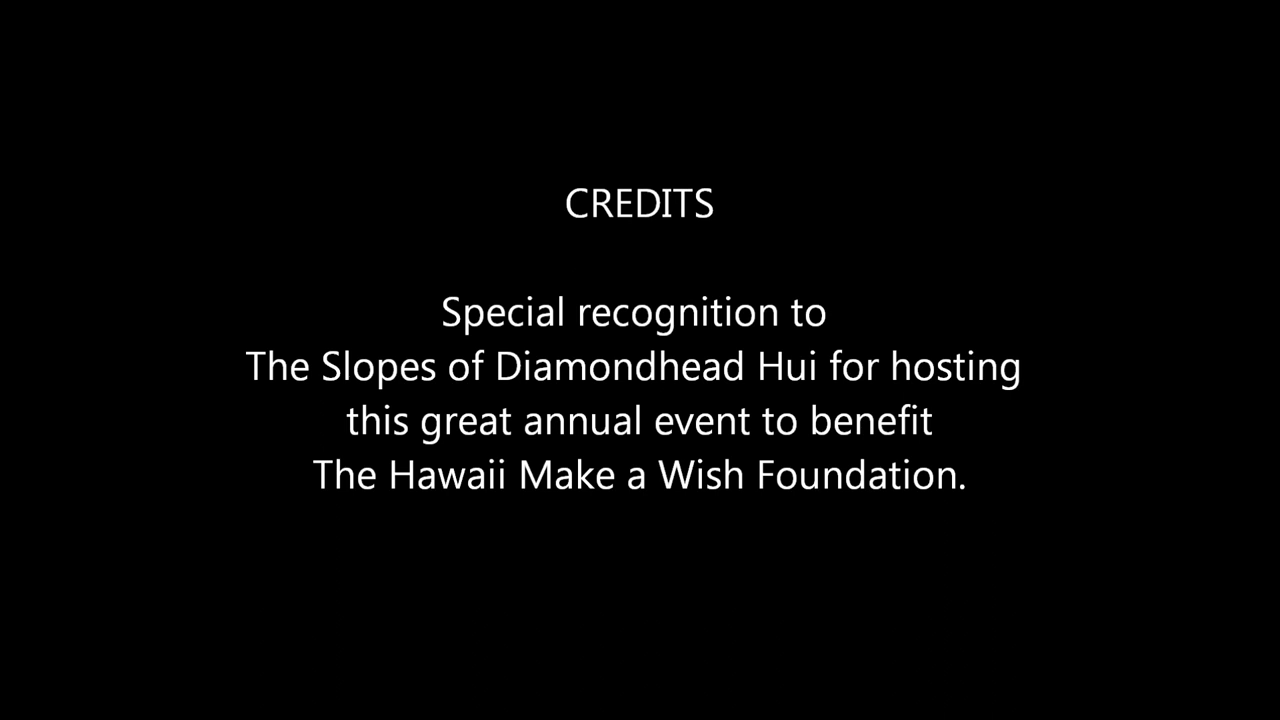 CREDITS
Special recognition to
The Slopes of Diamondhead Hui for hosting
this great annual event to benefit
The Hawaii Make a Wish Foundation.